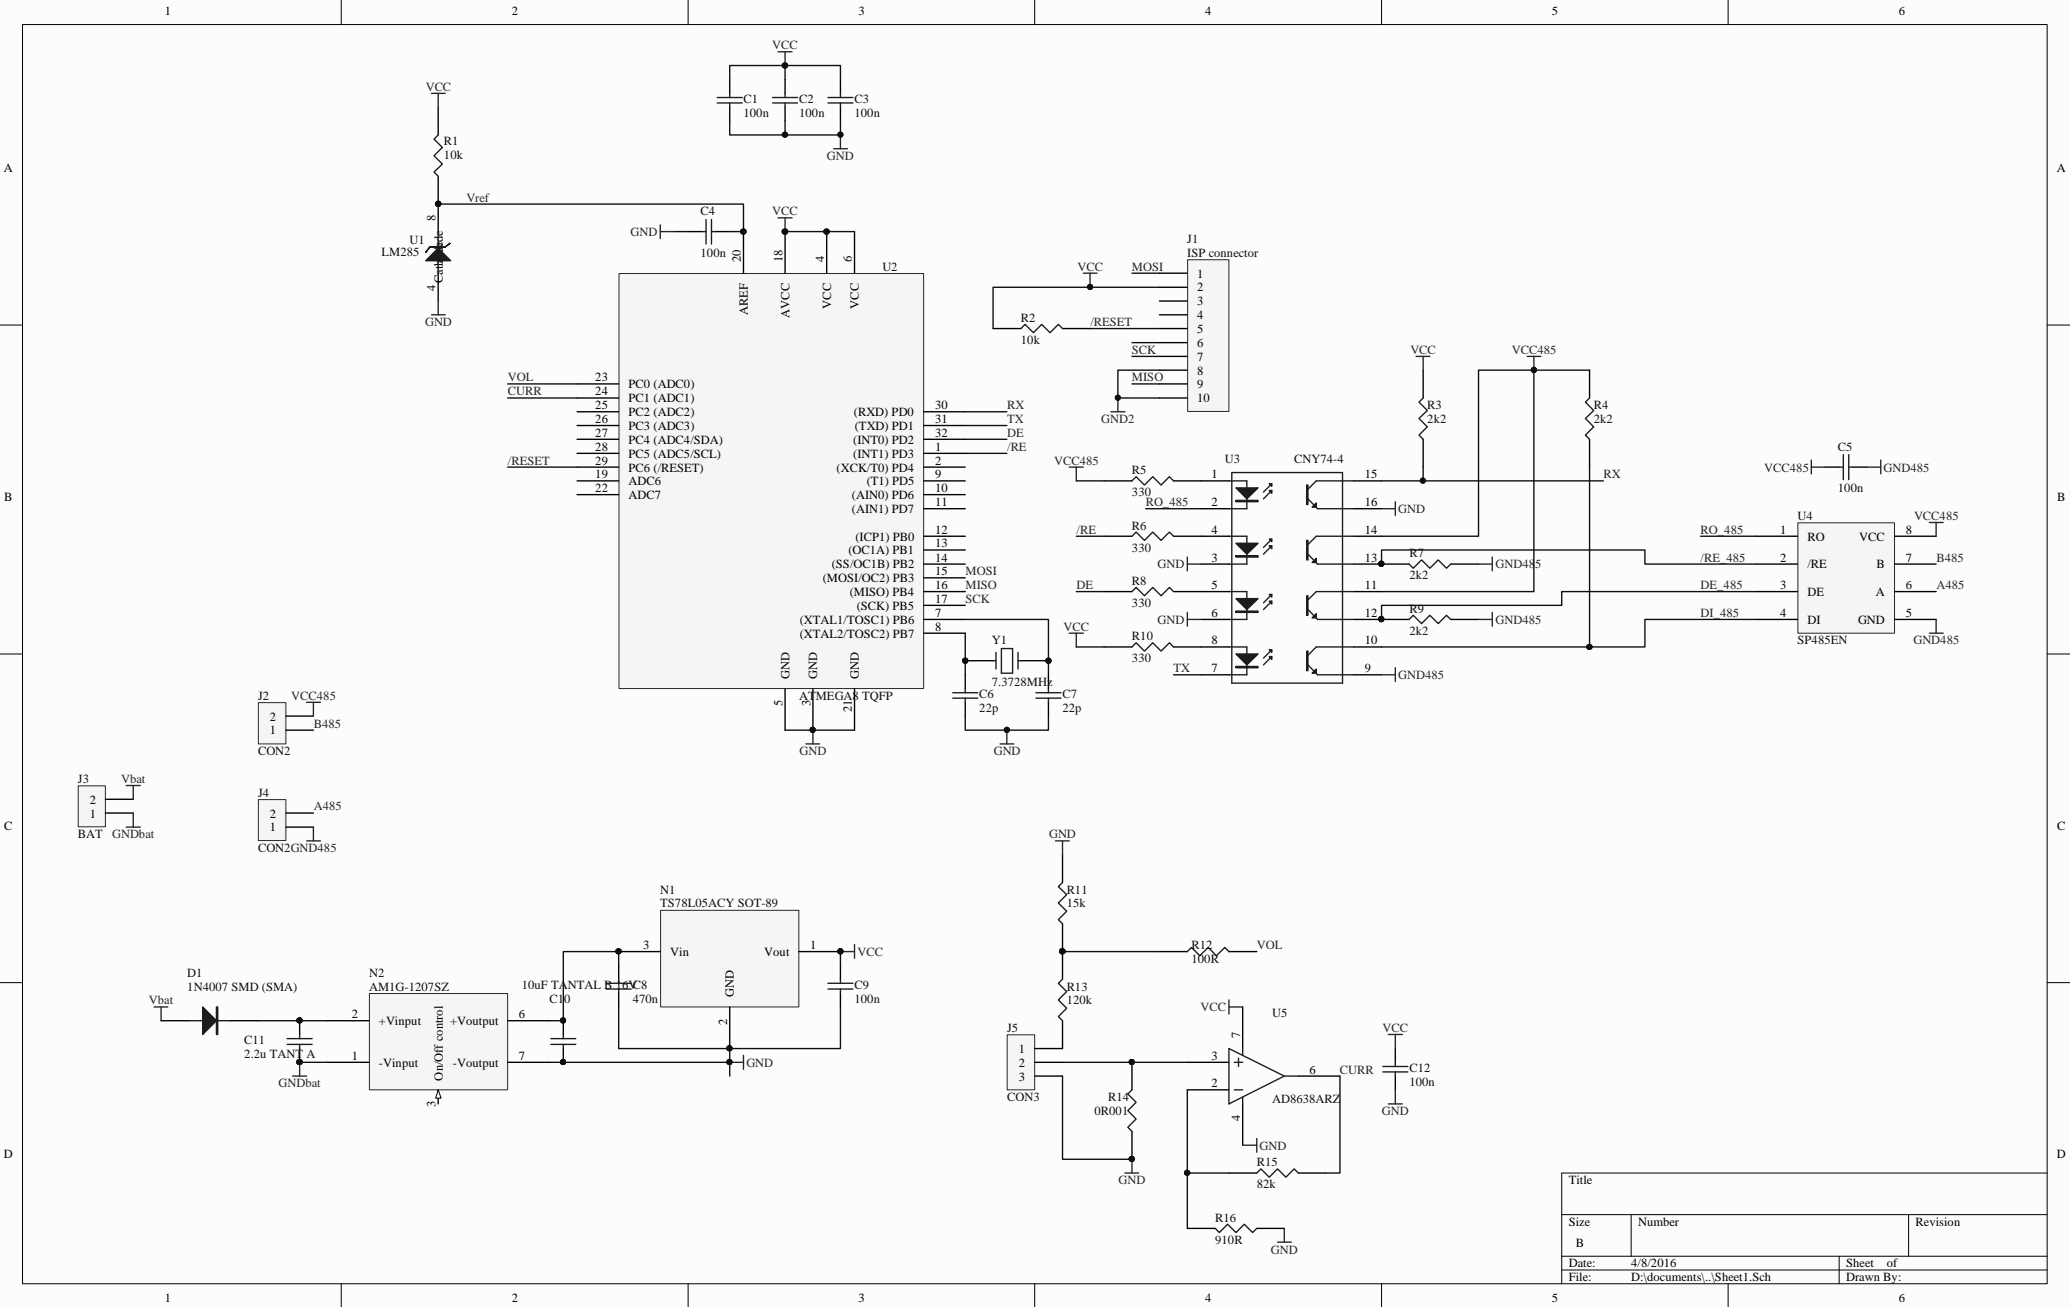 1 2 3 4 5 6
A
B
C
D
A
B
C
D
VCC
C1
100n
C2
100n
C3
100n
GND
VCC
R1
10k
Vref
8
U1
LM285
4
GND
GND
C4
100n
VCC
20
18
4
6
U2
AREF
AVCC
VCC
VCC
VOL 23 PC0 (ADC0)
CURR 24 PC1 (ADC1)
25 PC2 (ADC2)
26 PC3 (ADC3)
27 PC4 (ADC4/SDA)
28 PC5 (ADC5/SCL)
/RESET 29 PC6 (/RESET)
19 ADC6
22 ADC7
(RXD) PD0 30 RX
(TXD) PD1 31 TX
(INT0) PD2 32 DE
(INT1) PD3 1 /RE
(XCK/T0) PD4 2
(T1) PD5 9
(AIN0) PD6 10
(AIN1) PD7 11
(ICP1) PB0 12
(OC1A) PB1 13
(SS/OC1B) PB2 14
(MOSI/OC2) PB3 15 MOSI
(MISO) PB4 16 MISO
(SCK) PB5 17 SCK
(XTAL1/TOSC1) PB6 7
(XTAL2/TOSC2) PB7 8
GND
GND
GND
ATMEGA8 TQFP
5
3
21
GND
Y1
7.3728MHz
C6
22p
C7
22p
GND
J1
ISP connector
MOSI 1
VCC 2
3
4
R2
10k
/RESET 5
6
SCK 7
8
MISO 9
10
GND2
VCC
R3
2k2
VCC485
R4
2k2
U3
CNY74-4
VCC485
R5
330
1
RO_485 2
/RE
R6
330
4
GND 3
DE
R8
330
5
GND 6
VCC
R10
330
8
TX 7
15
RX
16 GND
14
13
R7
2k2
GND485
11
12
R9
2k2
GND485
10
9 GND485
C5
VCC485 GND485
100n
U4
VCC485
RO_485 1 RO VCC 8
/RE_485 2 /RE B 7 B485
DE_485 3 DE A 6 A485
DI_485 4 DI GND 5
SP485EN
GND485
J2
VCC485
2
1 B485
CON2
J3
Vbat
2
1
BAT GNDbat
J4
2 A485
1
CON2 GND485
D1
1N4007 SMD (SMA)
Vbat
C11
2.2u TANT A
GNDbat
N2
AM1G-1207SZ
2 +Vinput +Voutput 6
1 -Vinput -Voutput 7
On/Off control
3
10uF TANTAL B
C10
C8
470n
N1
TS78L05ACY SOT-89
3 Vin Vout 1 VCC
GND
2
C9
100n
GND
GND
R11
15k
R12
100R
VOL
R13
120k
J5
1
2
3
CON3
R14
0R001
GND
VCC
U5
7
3
2
6
CURR
AD8638ARZ
4
GND
R15
82k
R16
910R
GND
VCC
C12
100n
GND
Title
Size Number Revision
B
Date: 4/8/2016 Sheet of
File: D:\documents\..\Sheet1.Sch Drawn By:
1 2 3 4 5 6